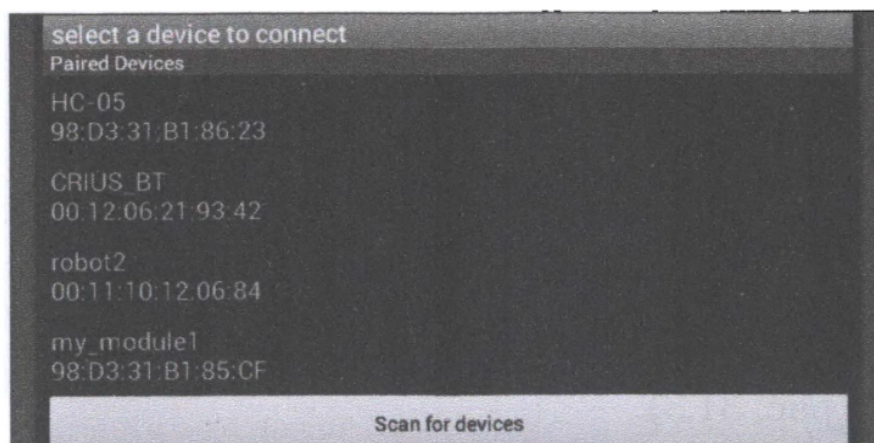 select a device to connect
Paired Devices
HC-05
98:D3:31:B1:86:23
CRIUS_BT
00:12:06:21:93:42
robot2
00:11:10:12:06:84
my_module1
98:D3:31:B1:85:CF
Scan for devices